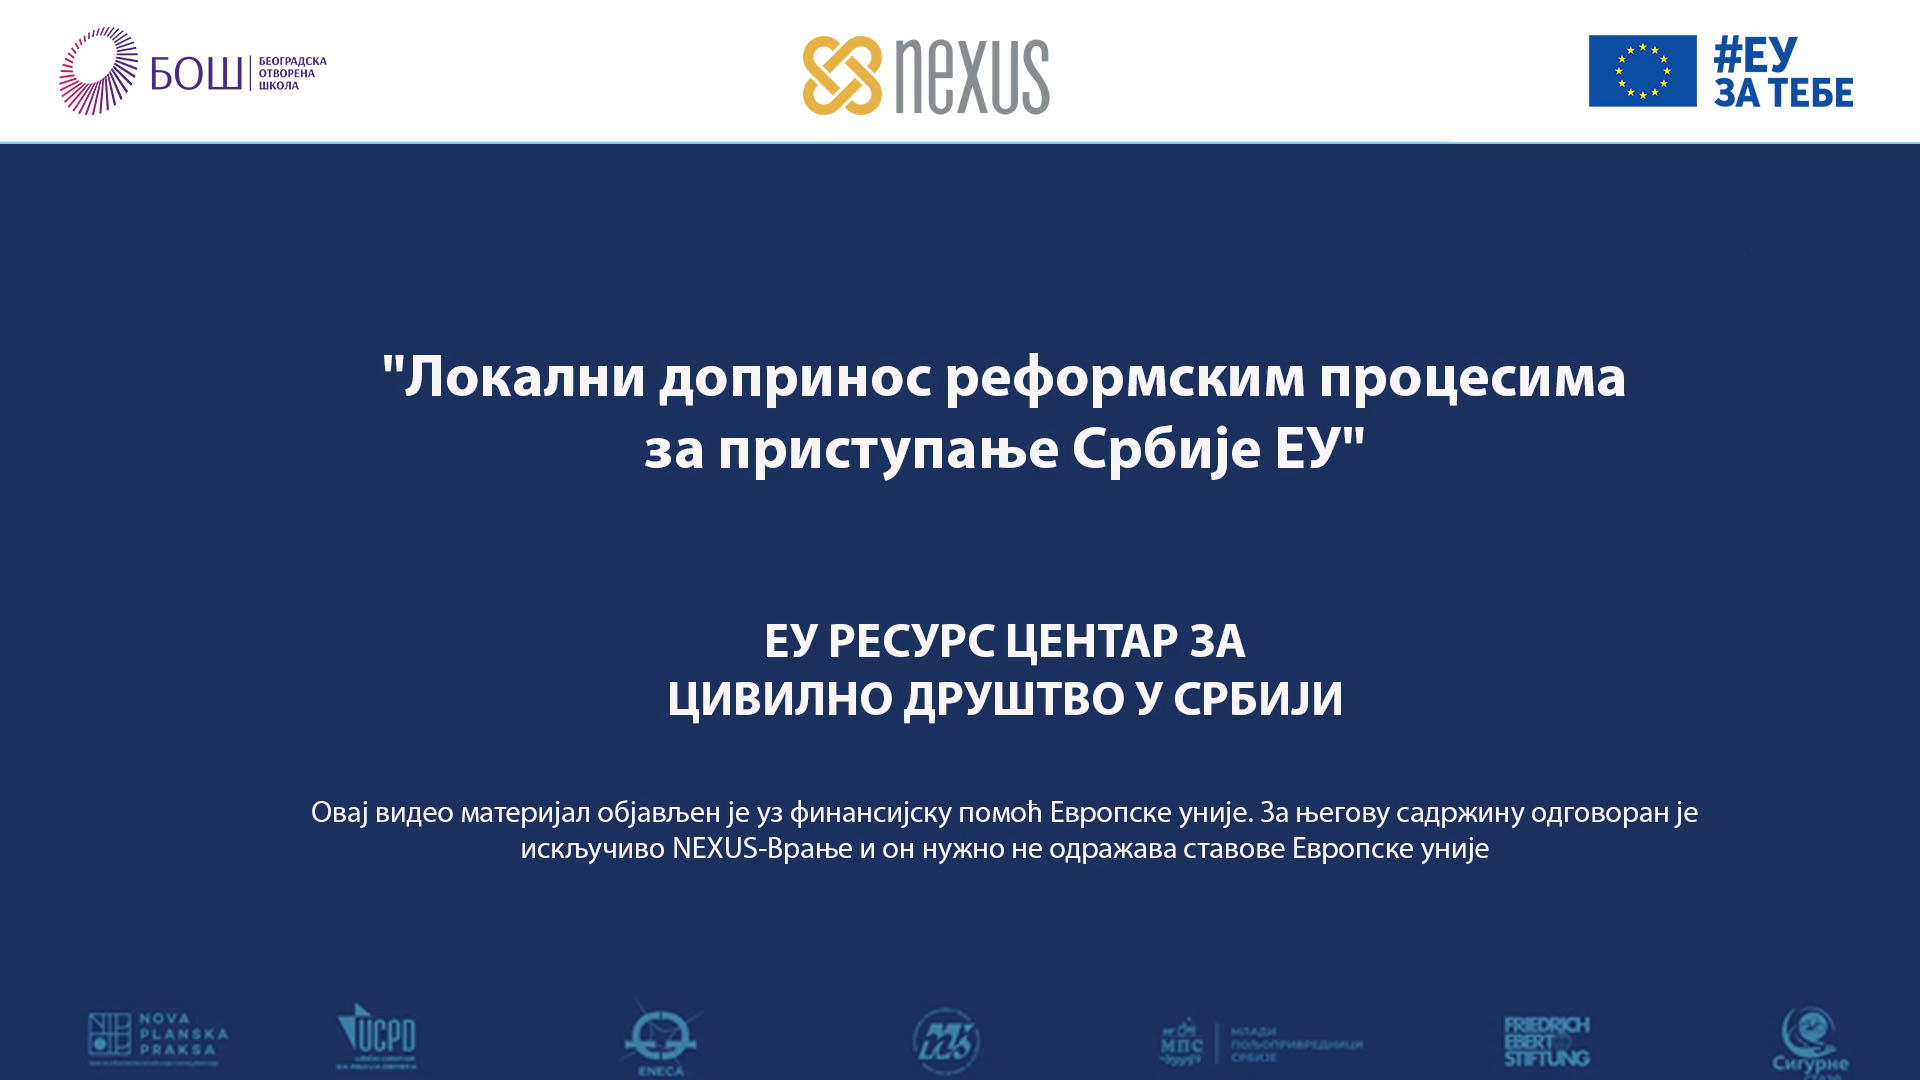 БОШ
БЕОГРАДСКА
ОТВОРЕНА
ШКОЛА
nexus
#ЕУ
ЗА ТЕБЕ
"Локални допринос реформским процесима
за приступање Србије ЕУ"
ЕУ РЕСУРС ЦЕНТАР ЗА
ЦИВИЛНО ДРУШТВО У СРБИЈИ
Овај видео материјал објављен је уз финансијску помоћ Европске уније. За његову садржину одговоран је
искључиво NEXUS-Врање и он нужно не одражава ставове Европске уније
NOVA
PLANSKA
PRAKSA
UCPD
ENECA
МПС
МЛАДИ
ПОЉОПРИВРЕДНИЦИ
СРБИЈЕ
FRIEDRICH
EBERT
STIFTUNG
Сигурне